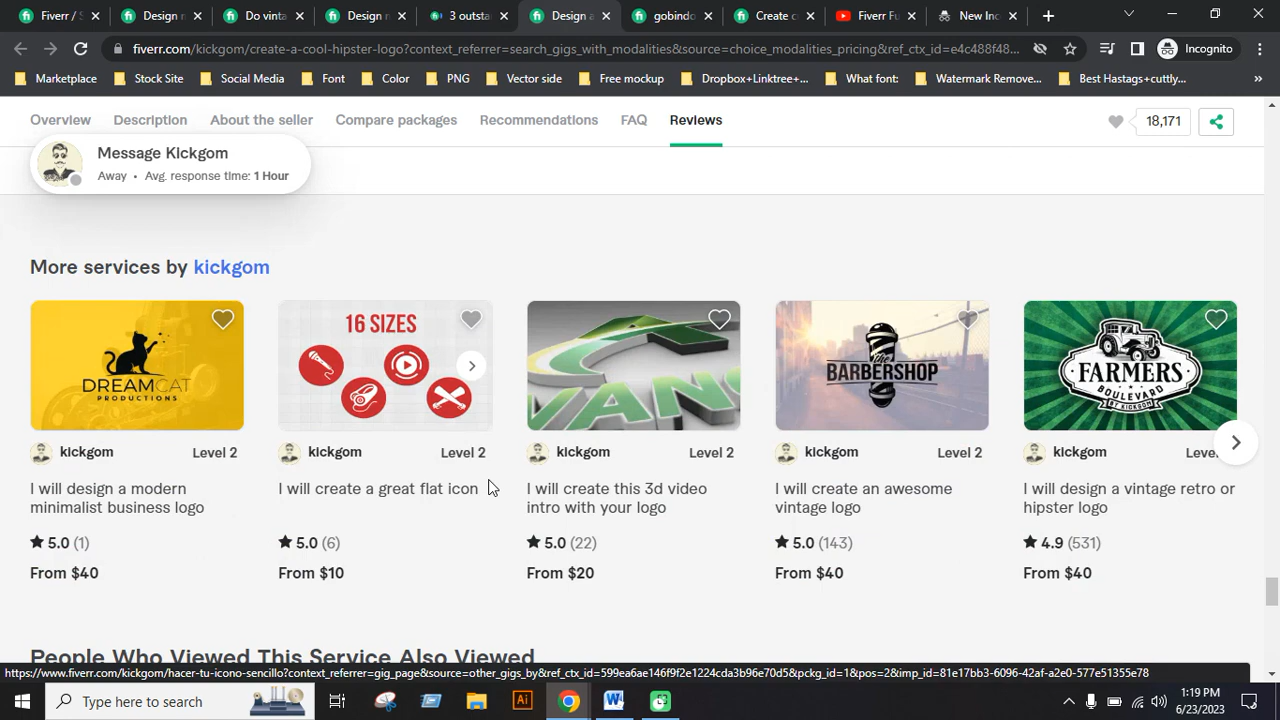 Fiverr / S
Design n
Do vinta
Design n
3 outsta
Design a
gobindo
Create c
Fiverr Fu
New Inc
fiverr.com/kickgom/create-a-cool-hipster-logo?context_referrer=search_gigs_with_modalities&source=choice_modalities_pricing&ref_ctx_id=e4c488f48...
Incognito
Marketplace
Stock Site
Social Media
Font
Color
PNG
Vector side
Free mockup
Dropbox+Linktree+...
What font:
Watermark Remove...
Best Hastags+cuttly...
Overview
Description
About the seller
Compare packages
Recommendations
FAQ
Reviews
18,171
Message Kickgom
Away • Avg. response time: 1 Hour
More services by kickgom
DREAMCAT
PRODUCTIONS
16 SIZES
VANC
The
BARBERSHOP
FARMERS
BOULEVARD
BY KICKGOM
kickgom Level 2
kickgom Level 2
kickgom Level 2
kickgom Level 2
kickgom Leve
I will design a modern
minimalist business logo
I will create a great flat icon
I will create this 3d video
intro with your logo
I will create an awesome
vintage logo
I will design a vintage retro or
hipster logo
5.0 (1)
5.0 (6)
5.0 (22)
5.0 (143)
4.9 (531)
From $40
From $10
From $20
From $40
From $40
People Who Viewed This Service Also Viewed
https://www.fiverr.com/kickgom/hacer-tu-icono-sencillo?context_referrer=gig_page&source=other_gigs_by&ref_ctx_id=599ea6ae146f9f2e1224cda3b96e70d5&pckg_id=1&pos=2&imp_id=81e17bb3-6096-42af-a2e0-577e51355e78
Type here to search
1:19 PM
6/23/2023